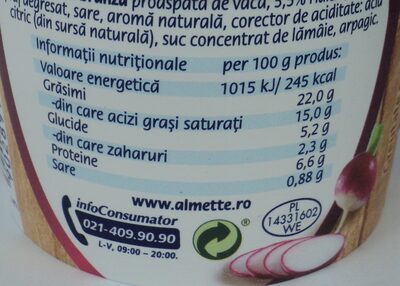 proaspătă de vacă, 5,5%
degresat, sare, aromă naturală, corector de aciditate: acid
citric (din sursă naturală), suc concentrat de lămâie, arpagic.
Informații nutriționale per 100 g produs:
Valoare energetică 1015 kJ/ 245 kcal
Grăsimi 22,0 g
-din care acizi grași saturați 15,0 g
Glucide 5,2 g
-din care zaharuri 2,3 g
Proteine 6,6 g
Sare 0,88 g
www.almette.ro
infoConsumator
021-409.90.90
L-V. 09:00 – 20:00.
PL
14331602
WE